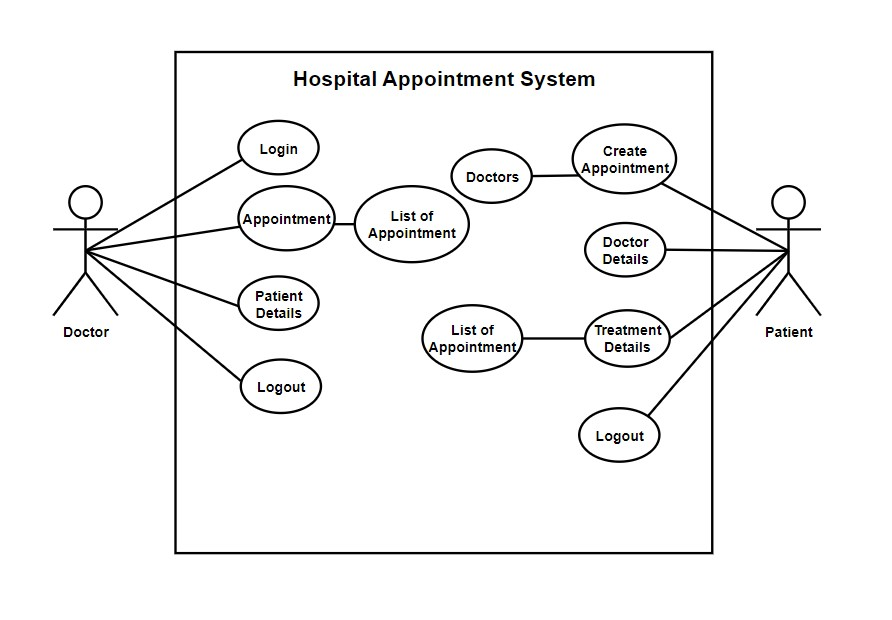 Hospital Appointment System
Login
Appointment
List of
Appointment
Patient
Details
Logout
Doctor
Doctors
Create
Appointment
Doctor
Details
List of
Appointment
Treatment
Details
Logout
Patient